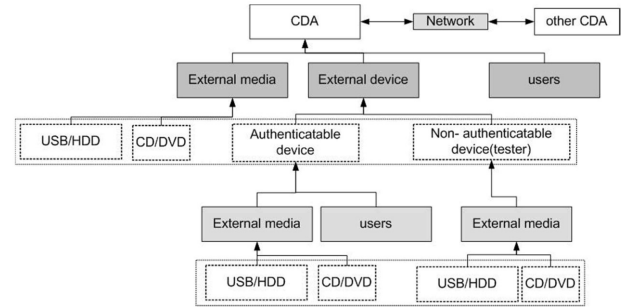 CDA
Network
other CDA
External media
External device
users
USB/HDD
CD/DVD
Authenticatable
device
Non- authenticatable
device(tester)
External media
users
External media
USB/HDD
CD/DVD
USB/HDD
CD/DVD